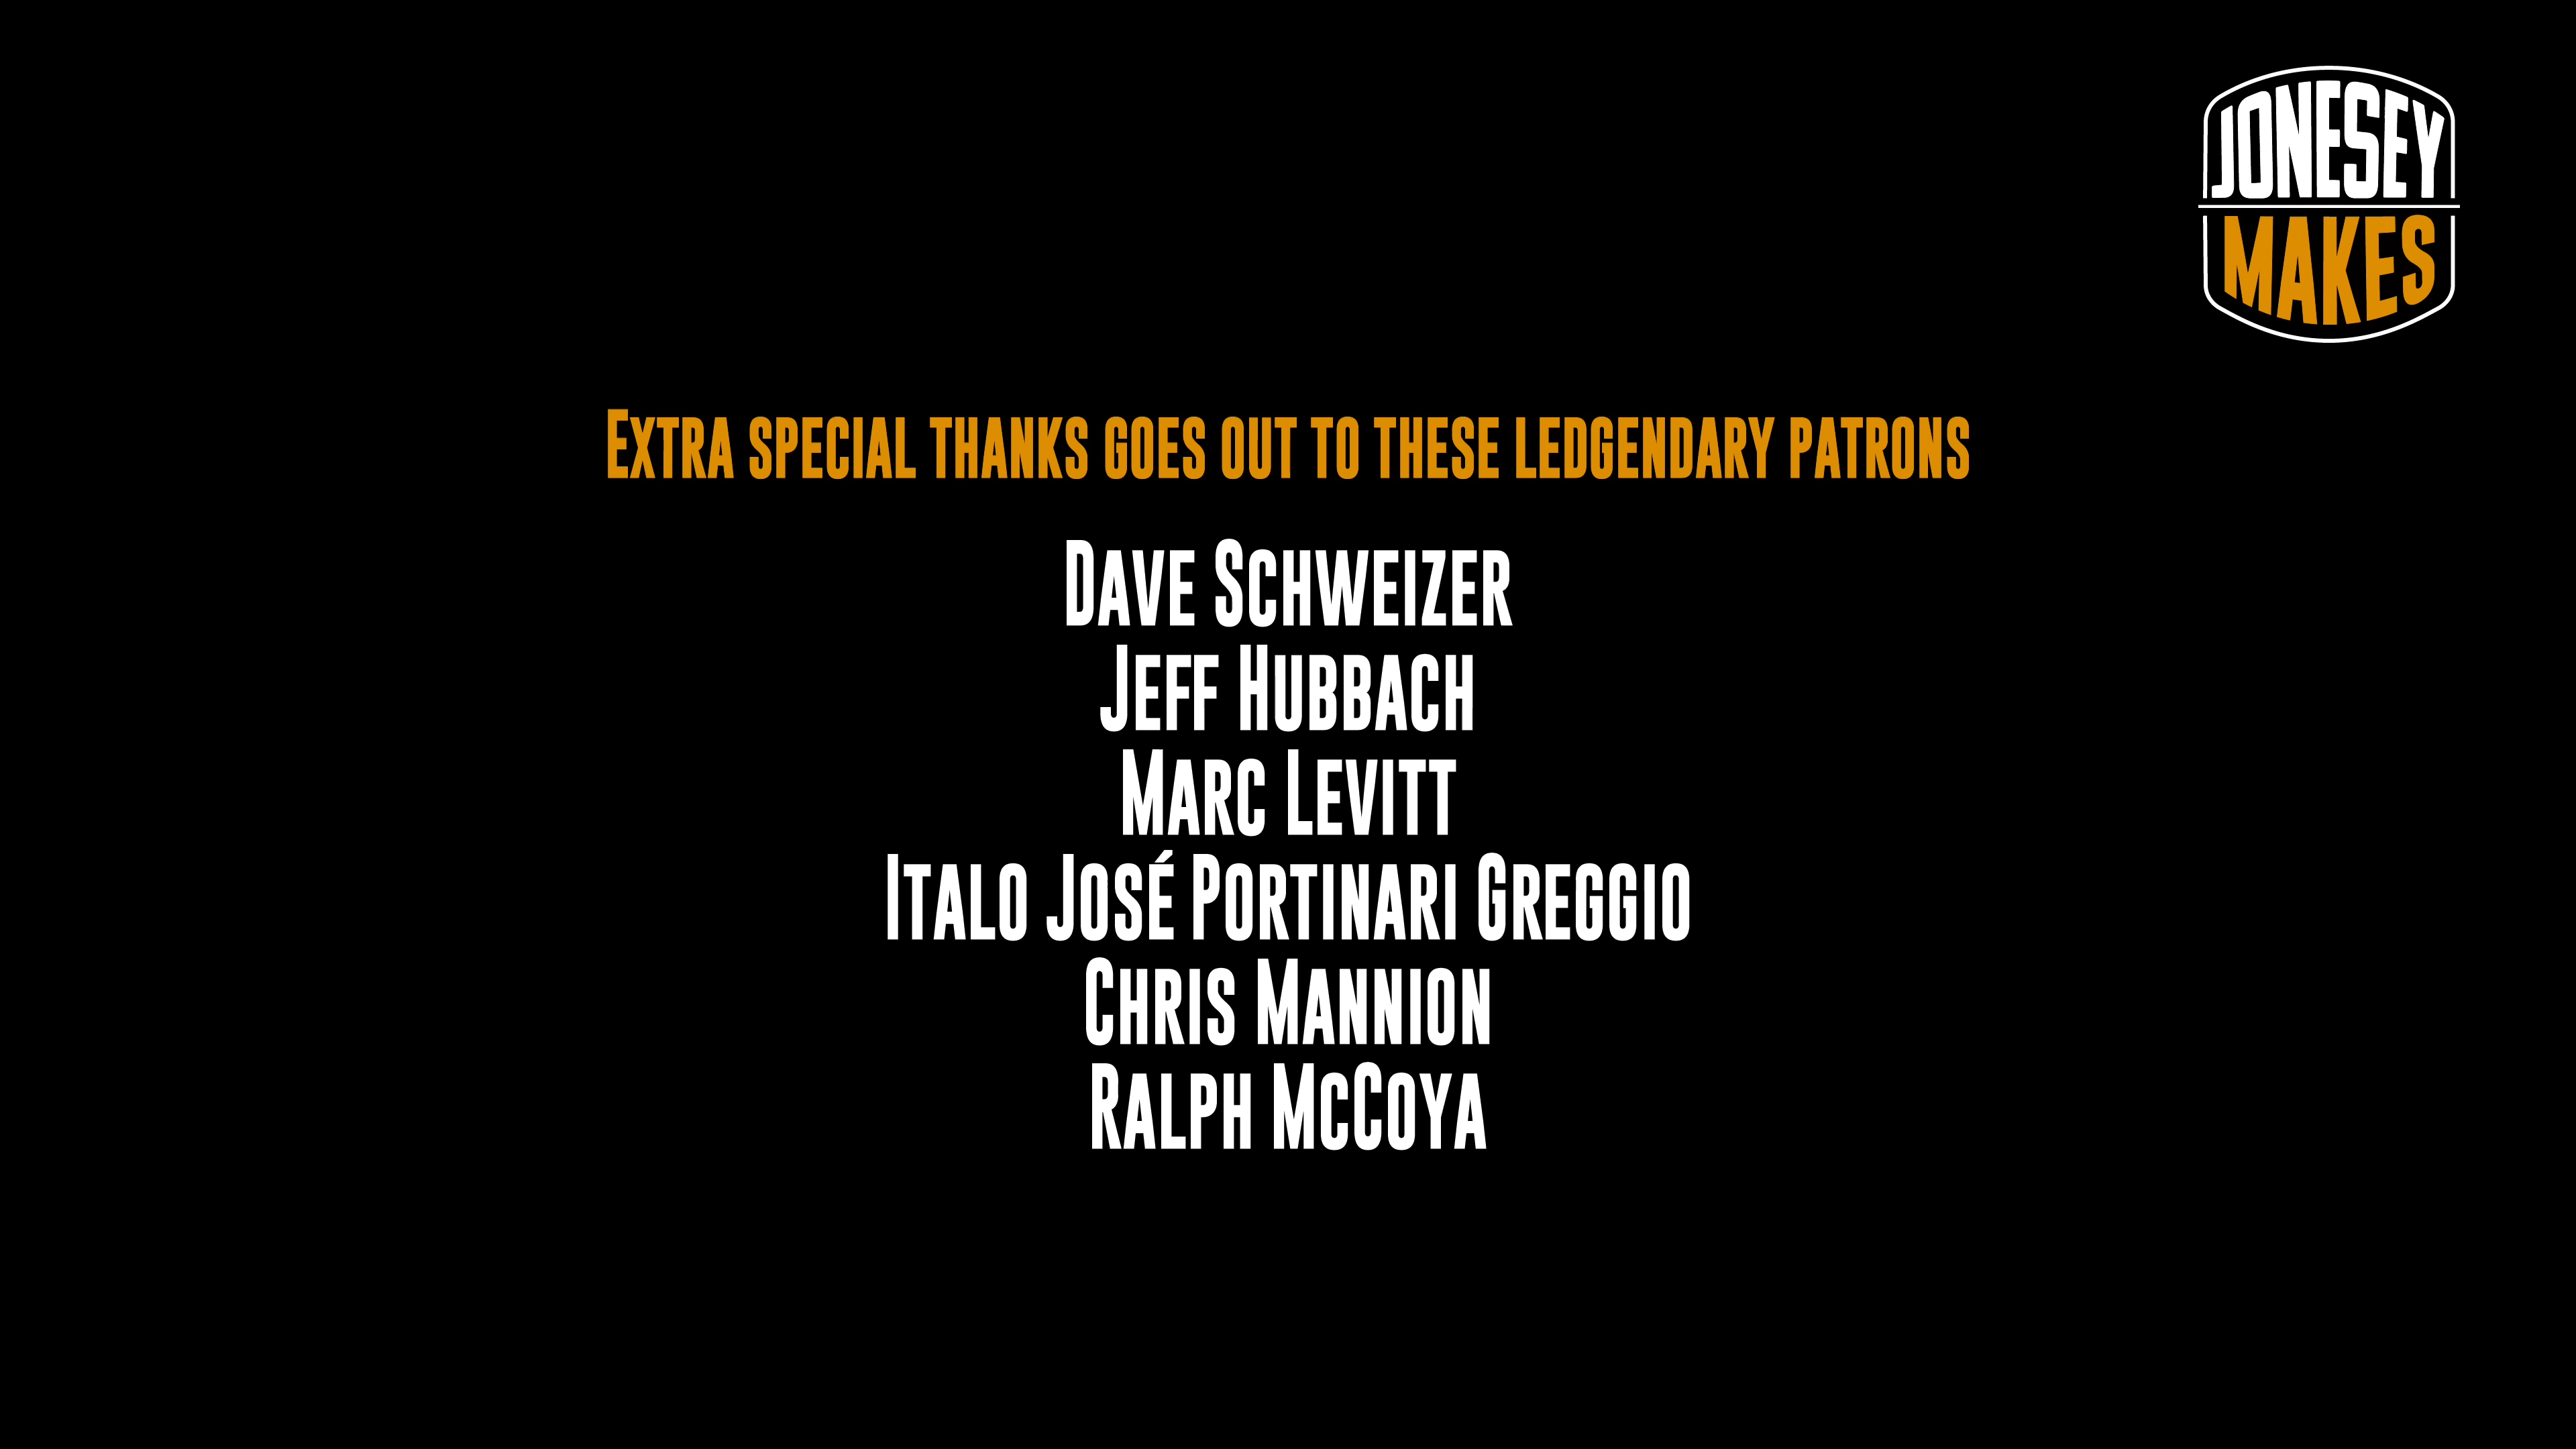 JONESEY
MAKES
Extra special thanks goes out to these ledgendary patrons
Dave Schweizer
Jeff Hubbach
Marc Levitt
Italo José Portinari Greggio
Chris Mannion
Ralph McCoya